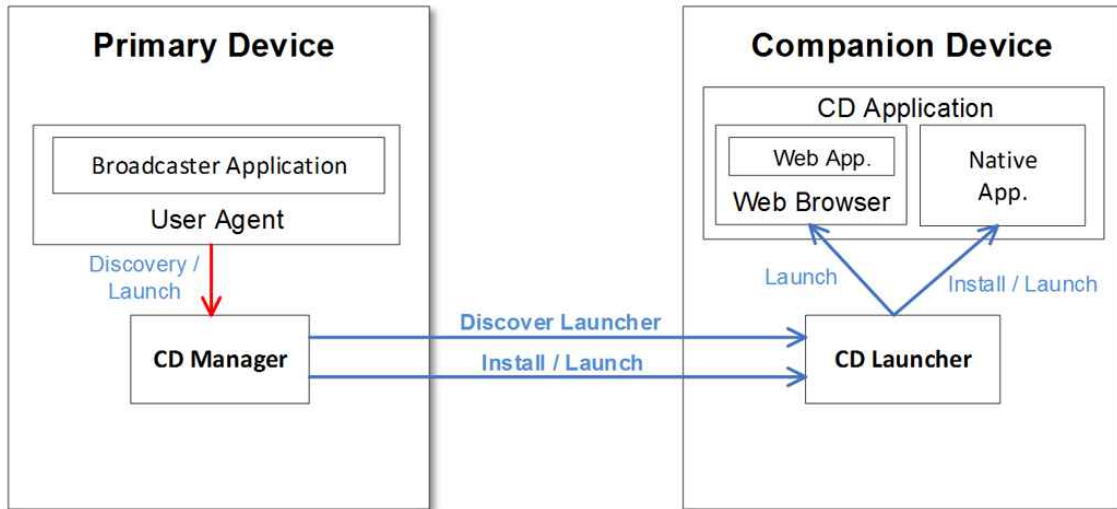 Primary Device
Broadcaster Application
User Agent
Discovery /
Launch
CD Manager
Discover Launcher
Install / Launch
Companion Device
CD Application
Web App.
Web Browser
Native
App.
Launch
Install / Launch
CD Launcher